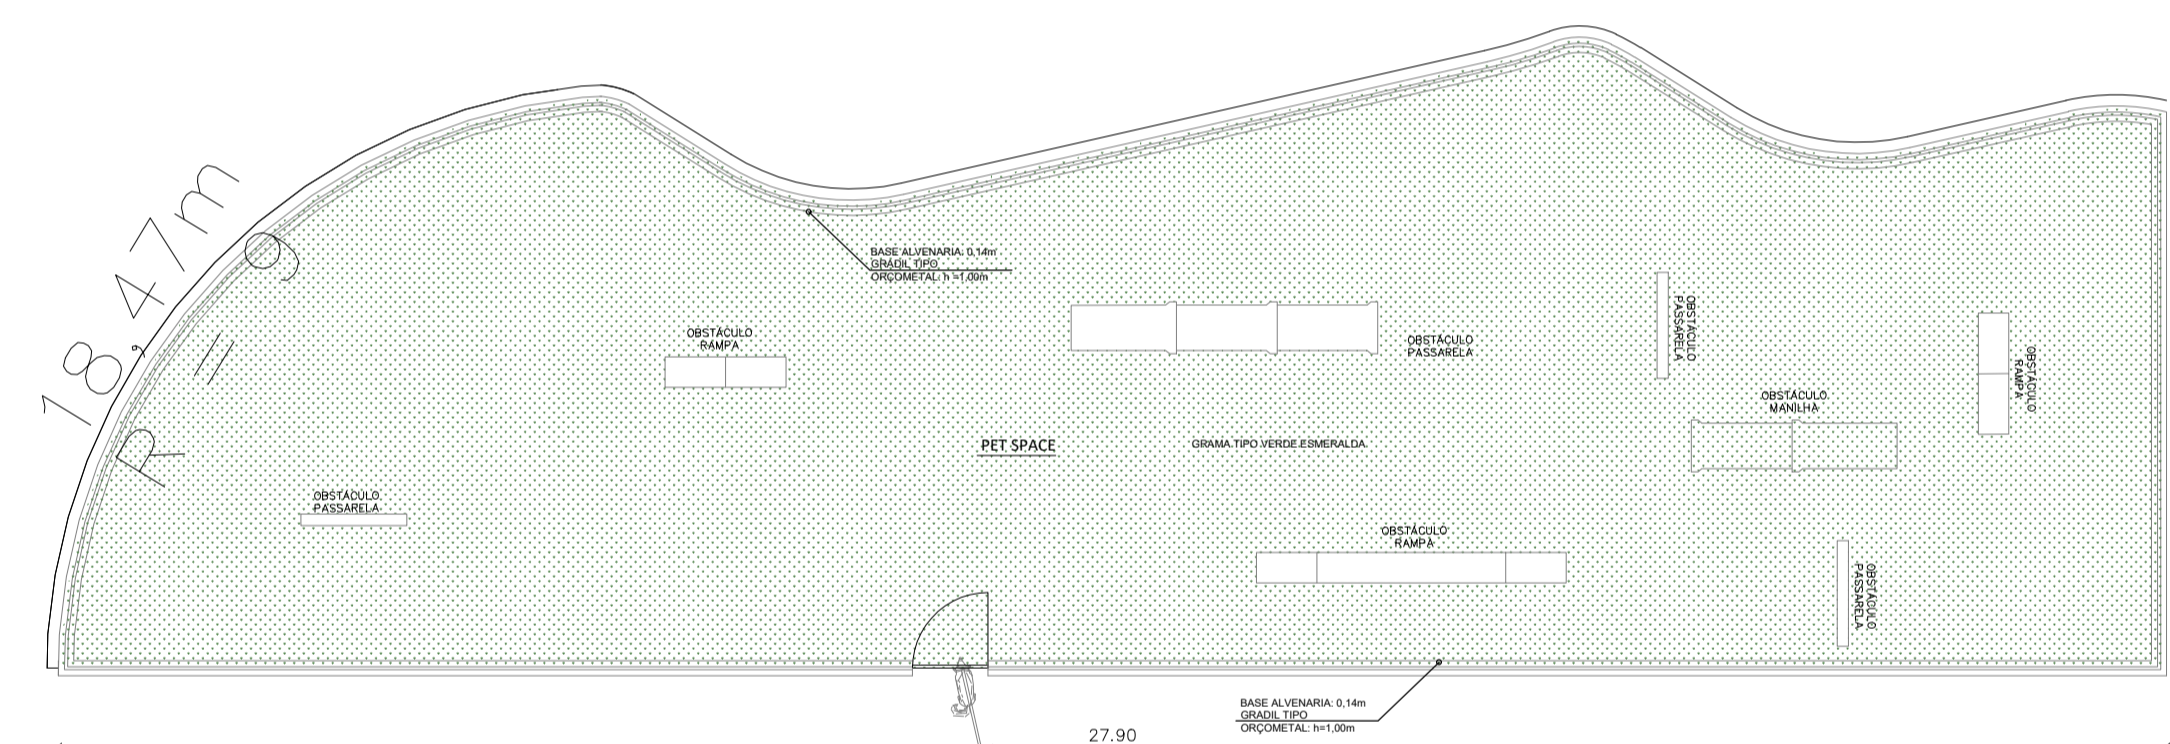 18,47m
R = 9
BASE ALVENARIA: 0,14m
GRADIL TIPO
ORÇOMETAL: h =1,00m
OBSTÁCULO
RAMPA
OBSTÁCULO
PASSARELA
OBSTÁCULO
PASSARELA
OBSTÁCULO
RAMPA
OBSTÁCULO
MANILHA
PET SPACE
GRAMA TIPO VERDE ESMERALDA
OBSTÁCULO
PASSARELA
OBSTÁCULO
RAMPA
OBSTÁCULO
PASSARELA
BASE ALVENARIA: 0,14m
GRADIL TIPO
ORÇOMETAL: h=1,00m
27.90